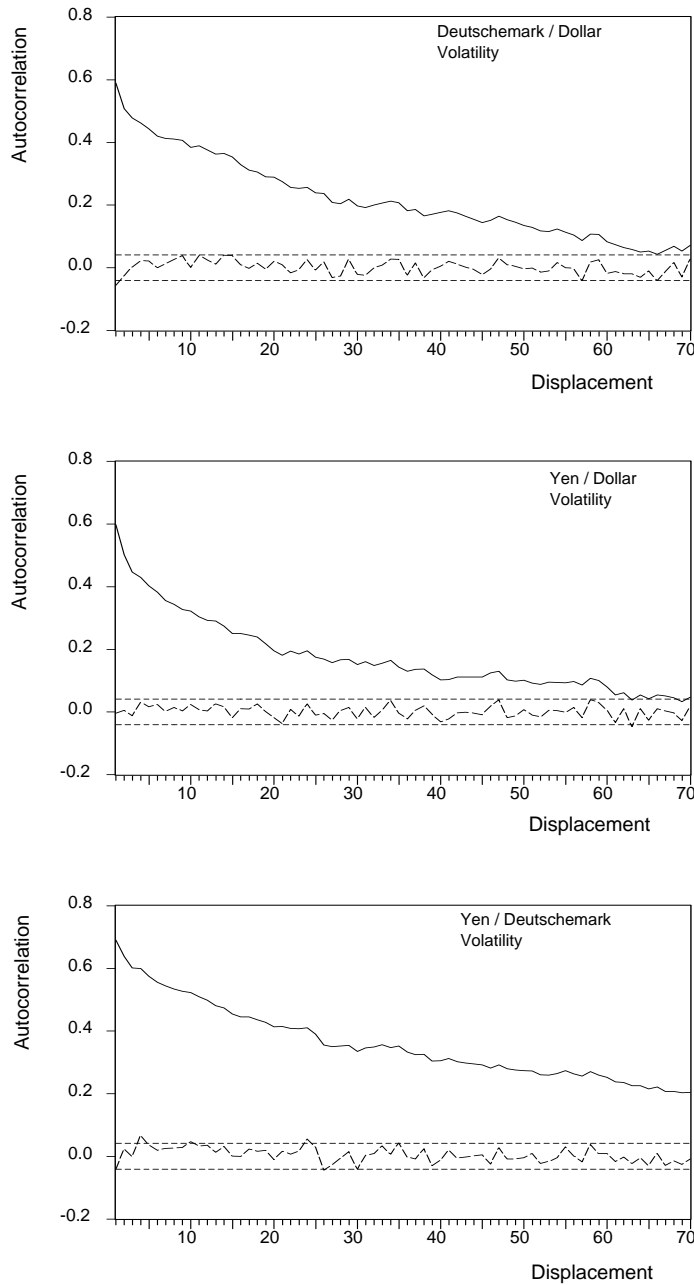 0.8
Deutschemark / Dollar
Volatility
Autocorrelation
0.6
0.4
0.2
0.0
-0.2
10 20 30 40 50 60 70
Displacement
0.8
Yen / Dollar
Volatility
Autocorrelation
0.6
0.4
0.2
0.0
-0.2
10 20 30 40 50 60 70
Displacement
0.8
Yen / Deutschemark
Volatility
Autocorrelation
0.6
0.4
0.2
0.0
-0.2
10 20 30 40 50 60 70
Displacement